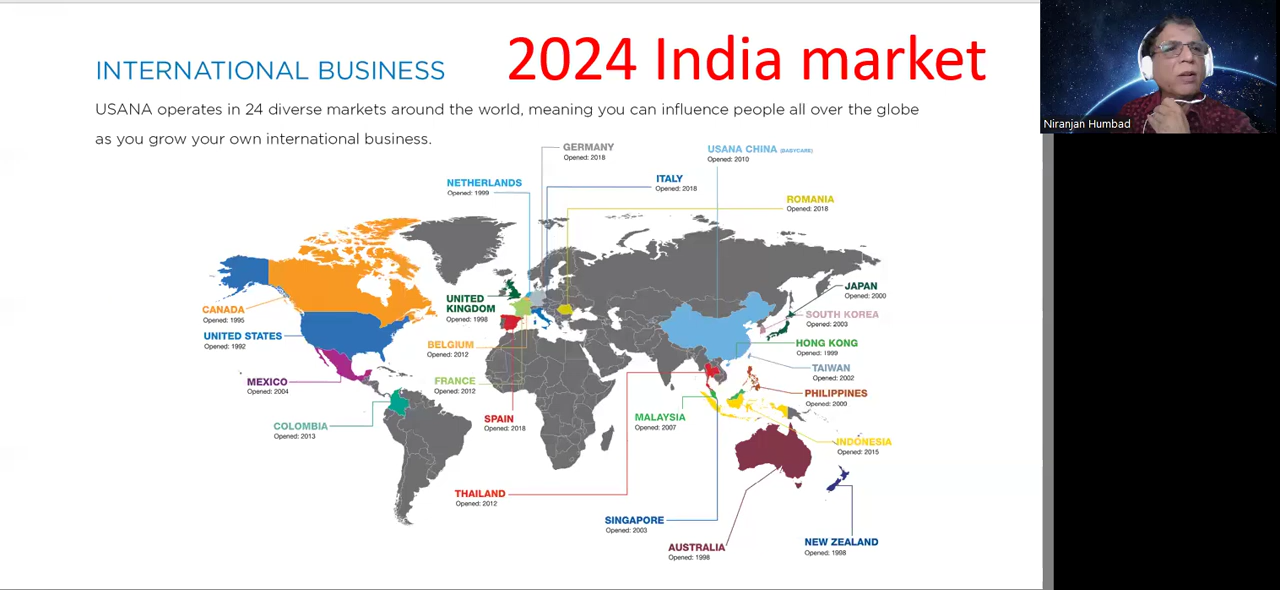 INTERNATIONAL BUSINESS
2024 India market
USANA operates in 24 diverse markets around the world, meaning you can influence people all over the globe
as you grow your own international business.
Niranjan Humbad
GERMANY
Opened: 2018
USANA CHINA (BABYCARE)
Opened: 2010
NETHERLANDS
Opened: 1999
ITALY
Opened: 2018
ROMANIA
Opened: 2018
CANADA
Opened: 1995
UNITED STATES
Opened: 1992
MEXICO
Opened: 2004
COLOMBIA
Opened: 2013
UNITED
KINGDOM
Opened: 1998
BELGIUM
Opened: 2012
FRANCE
Opened: 2012
SPAIN
Opened: 2018
THAILAND
Opened: 2012
JAPAN
Opened: 2000
SOUTH KOREA
Opened: 2003
HONG KONG
Opened: 1999
TAIWAN
Opened: 2002
PHILIPPINES
Opened: 2000
MALAYSIA
Opened: 2007
INDONESIA
Opened: 2015
SINGAPORE
Opened: 2003
AUSTRALIA
Opened: 1998
NEW ZEALAND
Opened: 1998